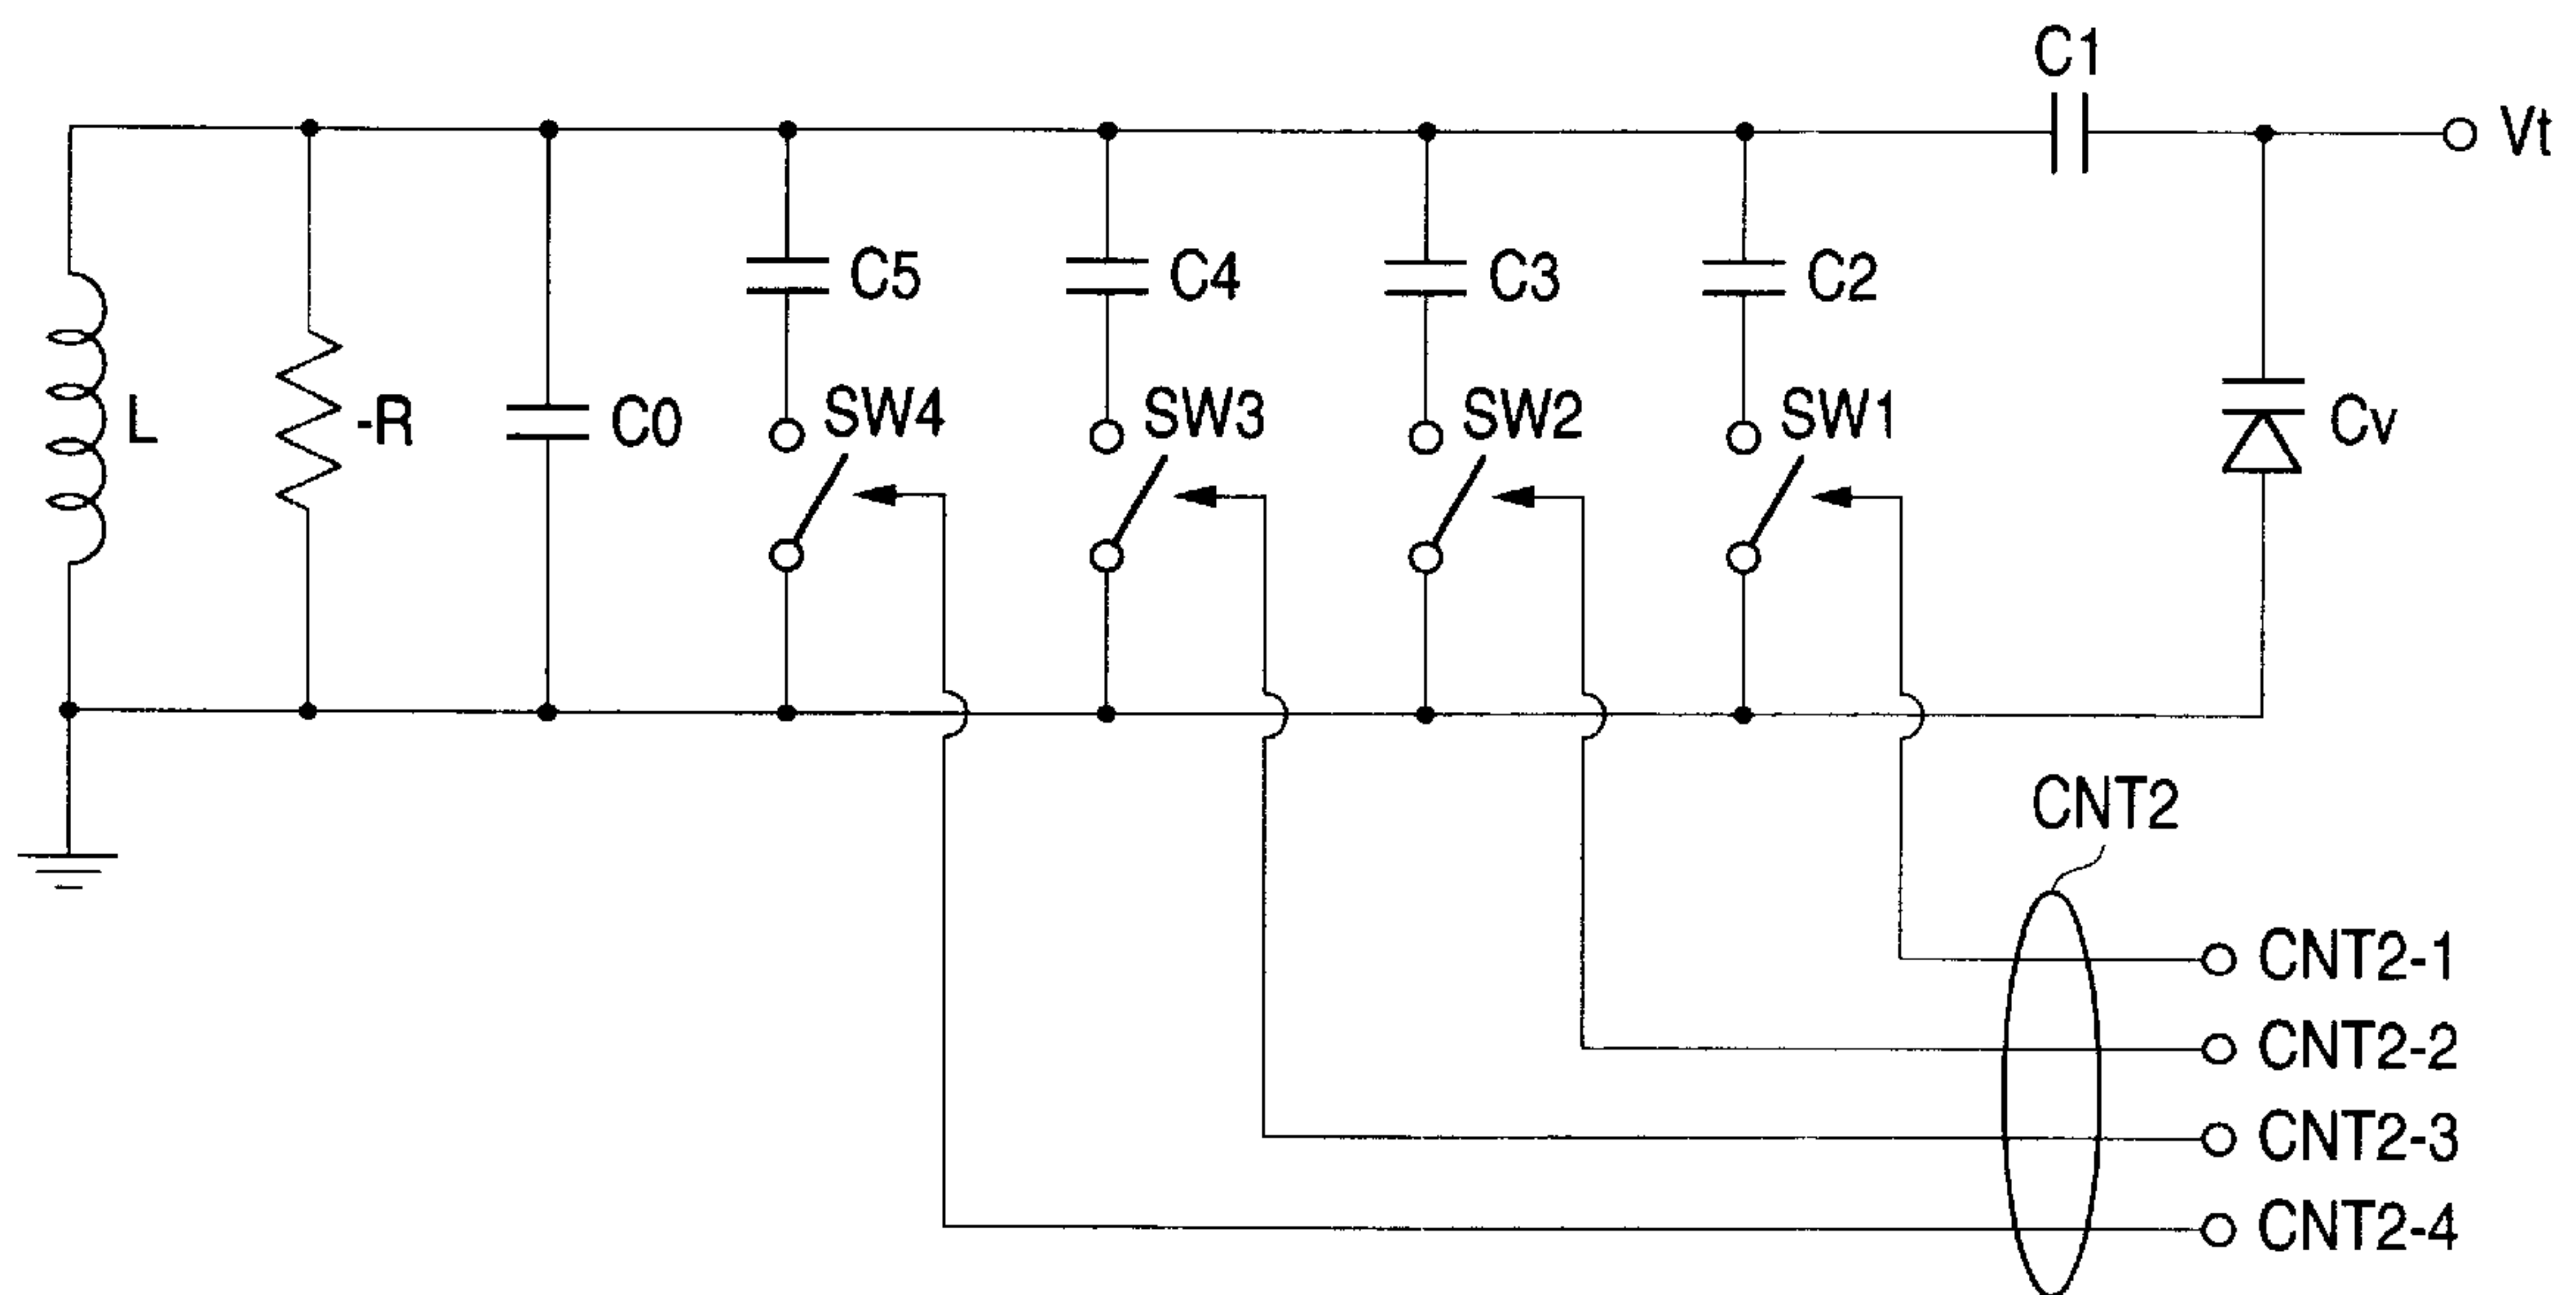 C1
Vt
C5
C4
C3
C2
SW4
SW3
SW2
SW1
L
-R
C0
Cv
CNT2
CNT2-1
CNT2-2
CNT2-3
CNT2-4